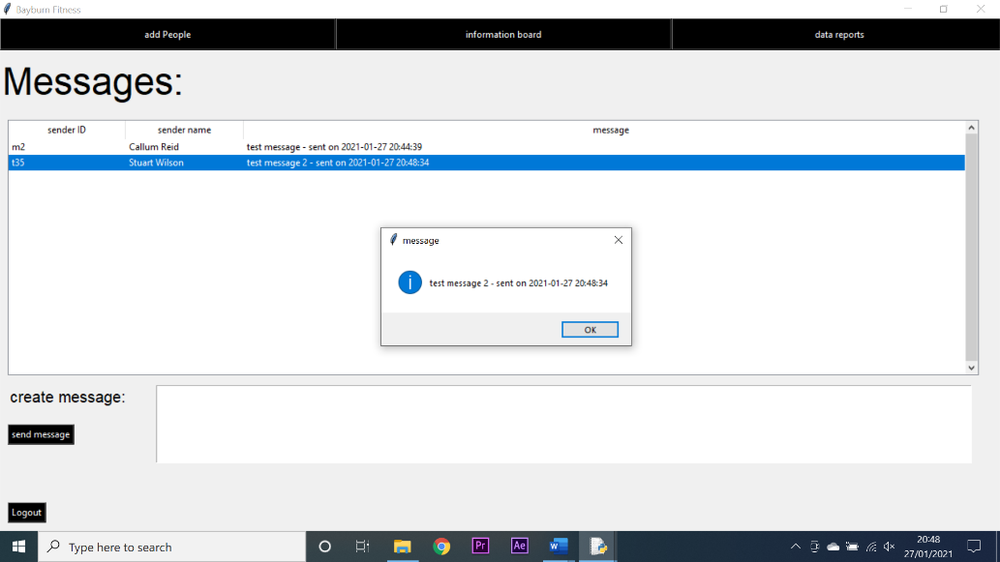 Bayburn Fitness
add People information board data reports
Messages:
sender ID sender name message
m2 Callum Reid test message - sent on 2021-01-27 20:44:39
t35 Stuart Wilson test message 2 - sent on 2021-01-27 20:48:34
message
i test message 2 - sent on 2021-01-27 20:48:34
OK
create message:
send message
Logout
Type here to search Pr Ae W 20:48
27/01/2021